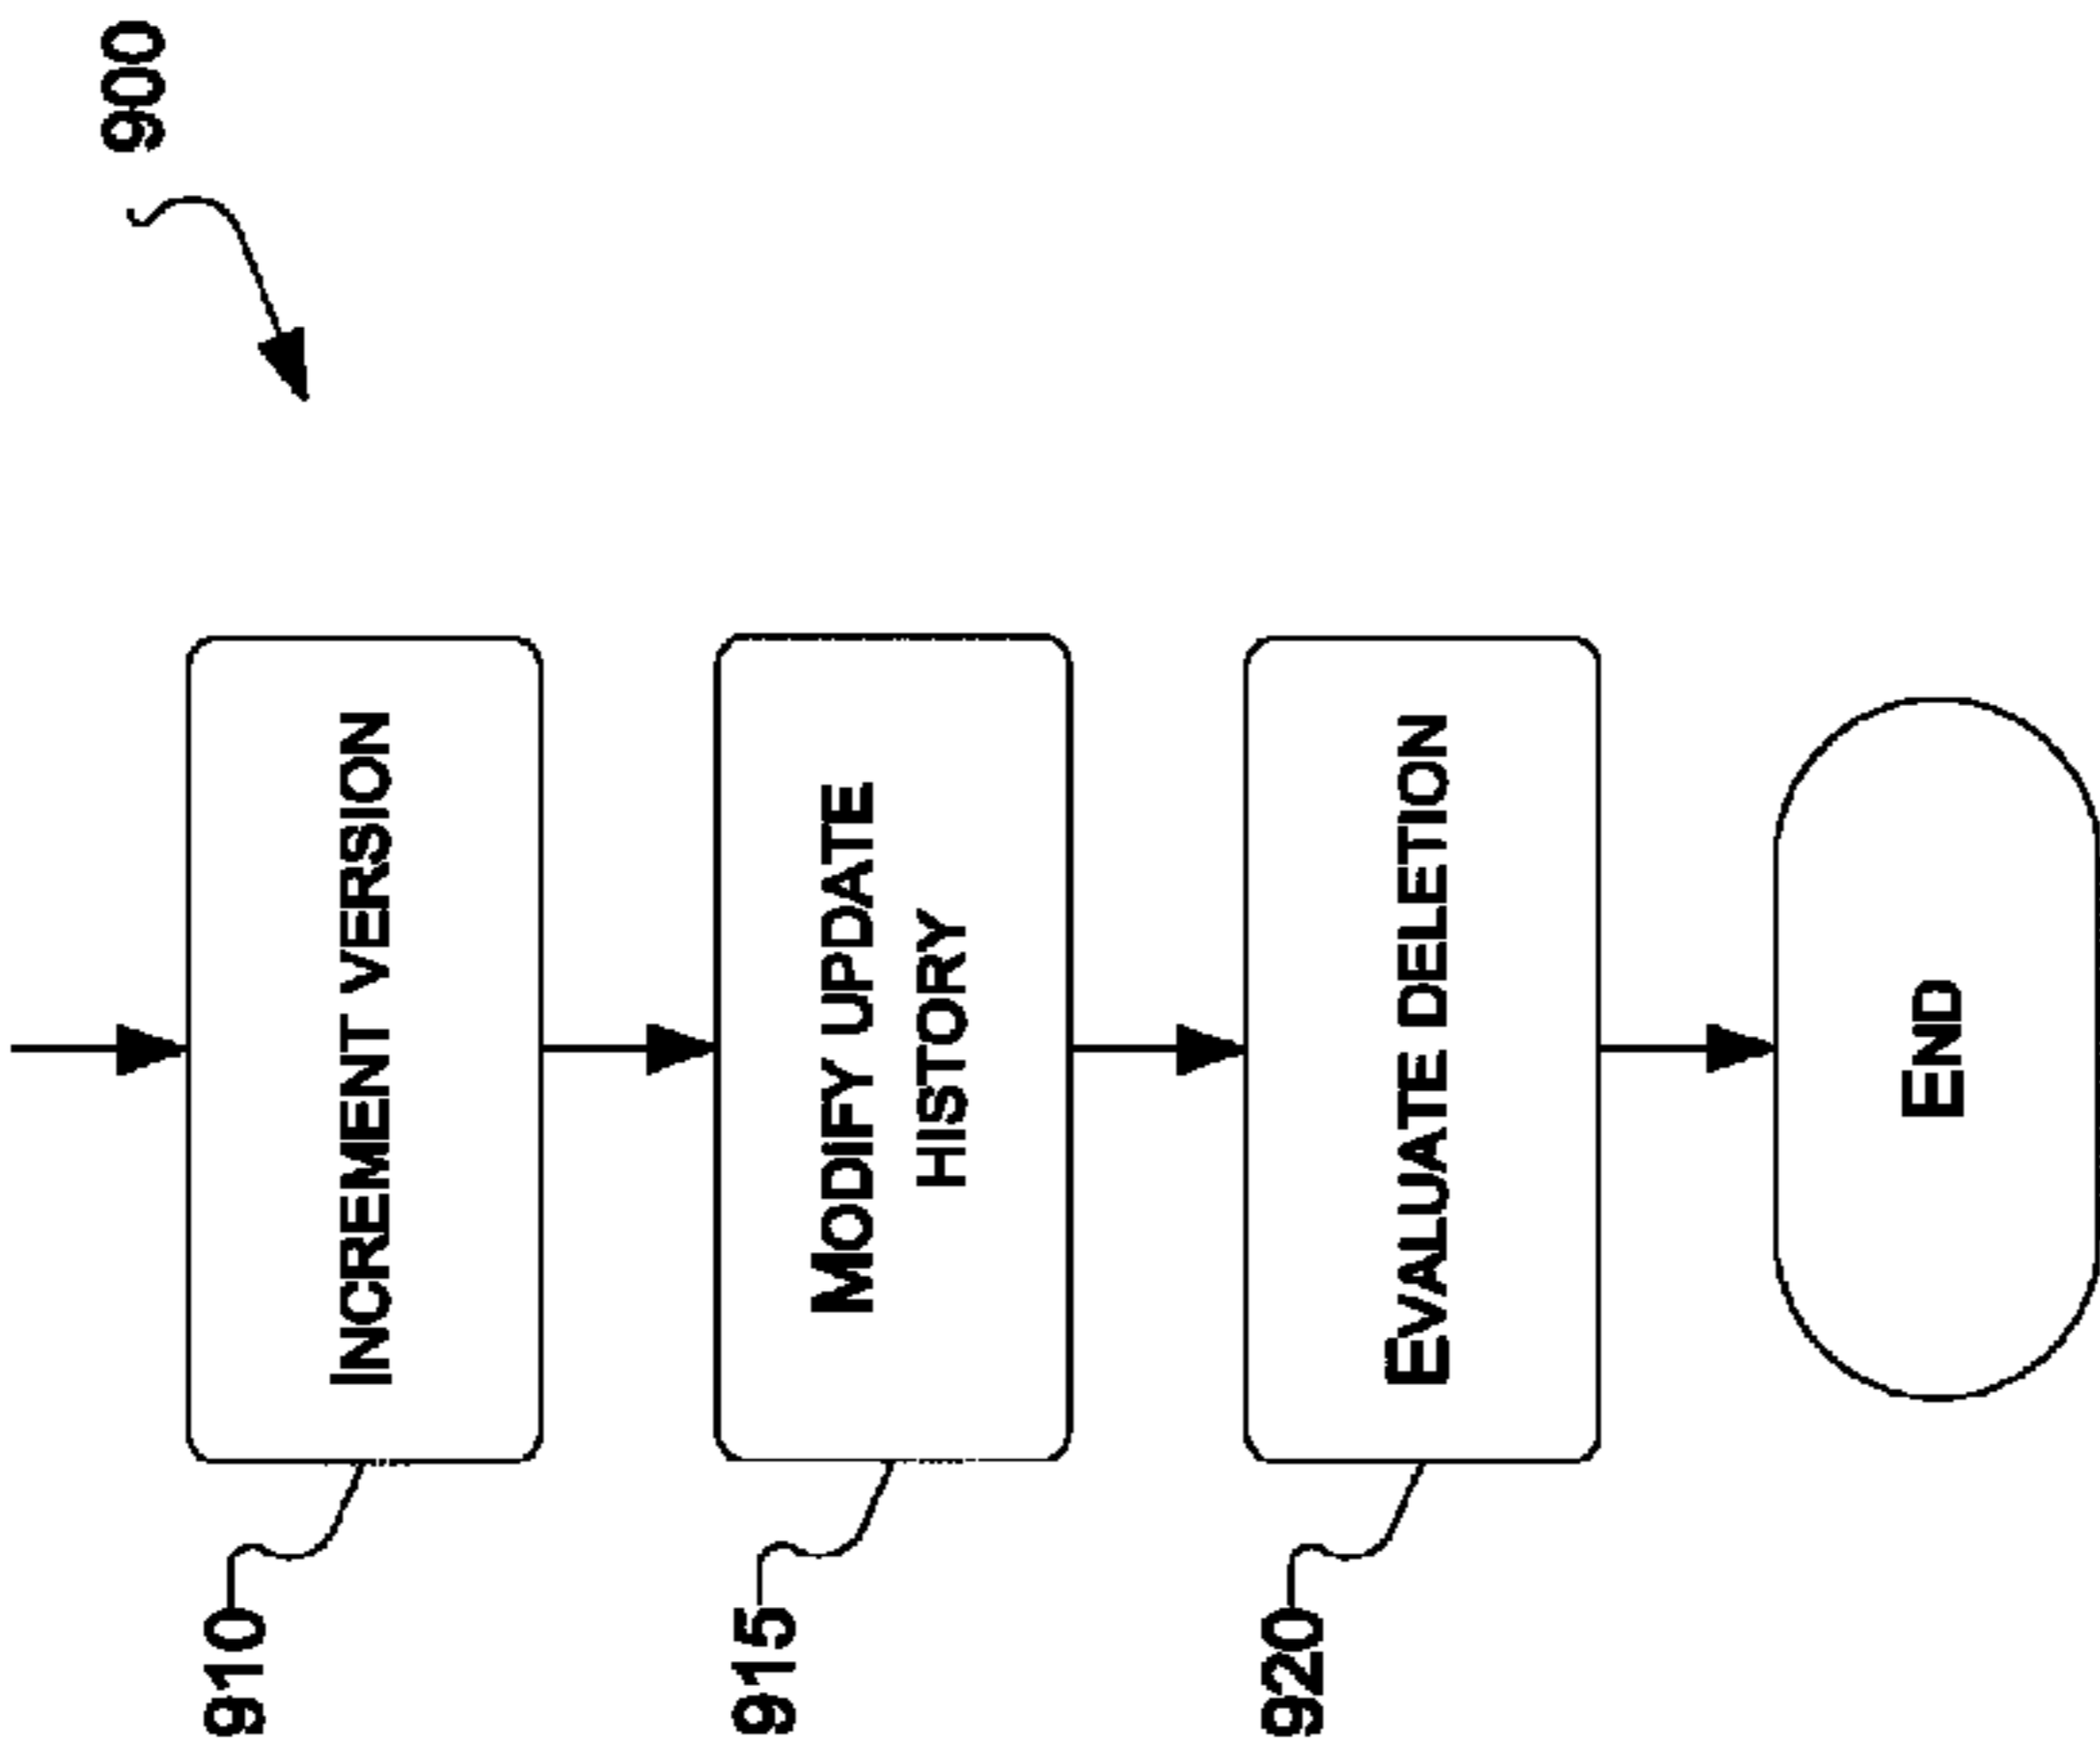 900
910
INCREMENT VERSION
915
MODIFY UPDATE
HISTORY
920
EVALUATE DELETION
END